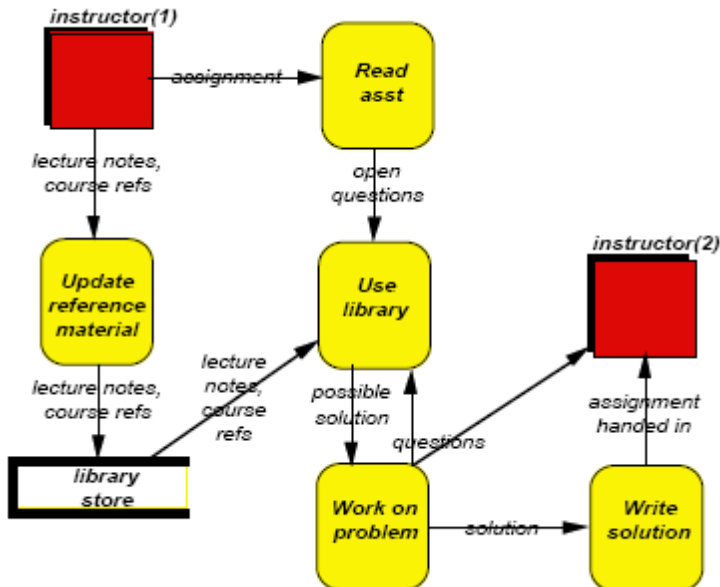 instructor(1)
assignment
Read
asst
lecture notes,
course refs
open
questions
instructor(2)
Update
reference
material
Use
library
lecture notes,
course refs
lecture
notes,
course
refs
possible
solution
questions
assignment
handed in
library
store
Work on
problem
solution
Write
solution